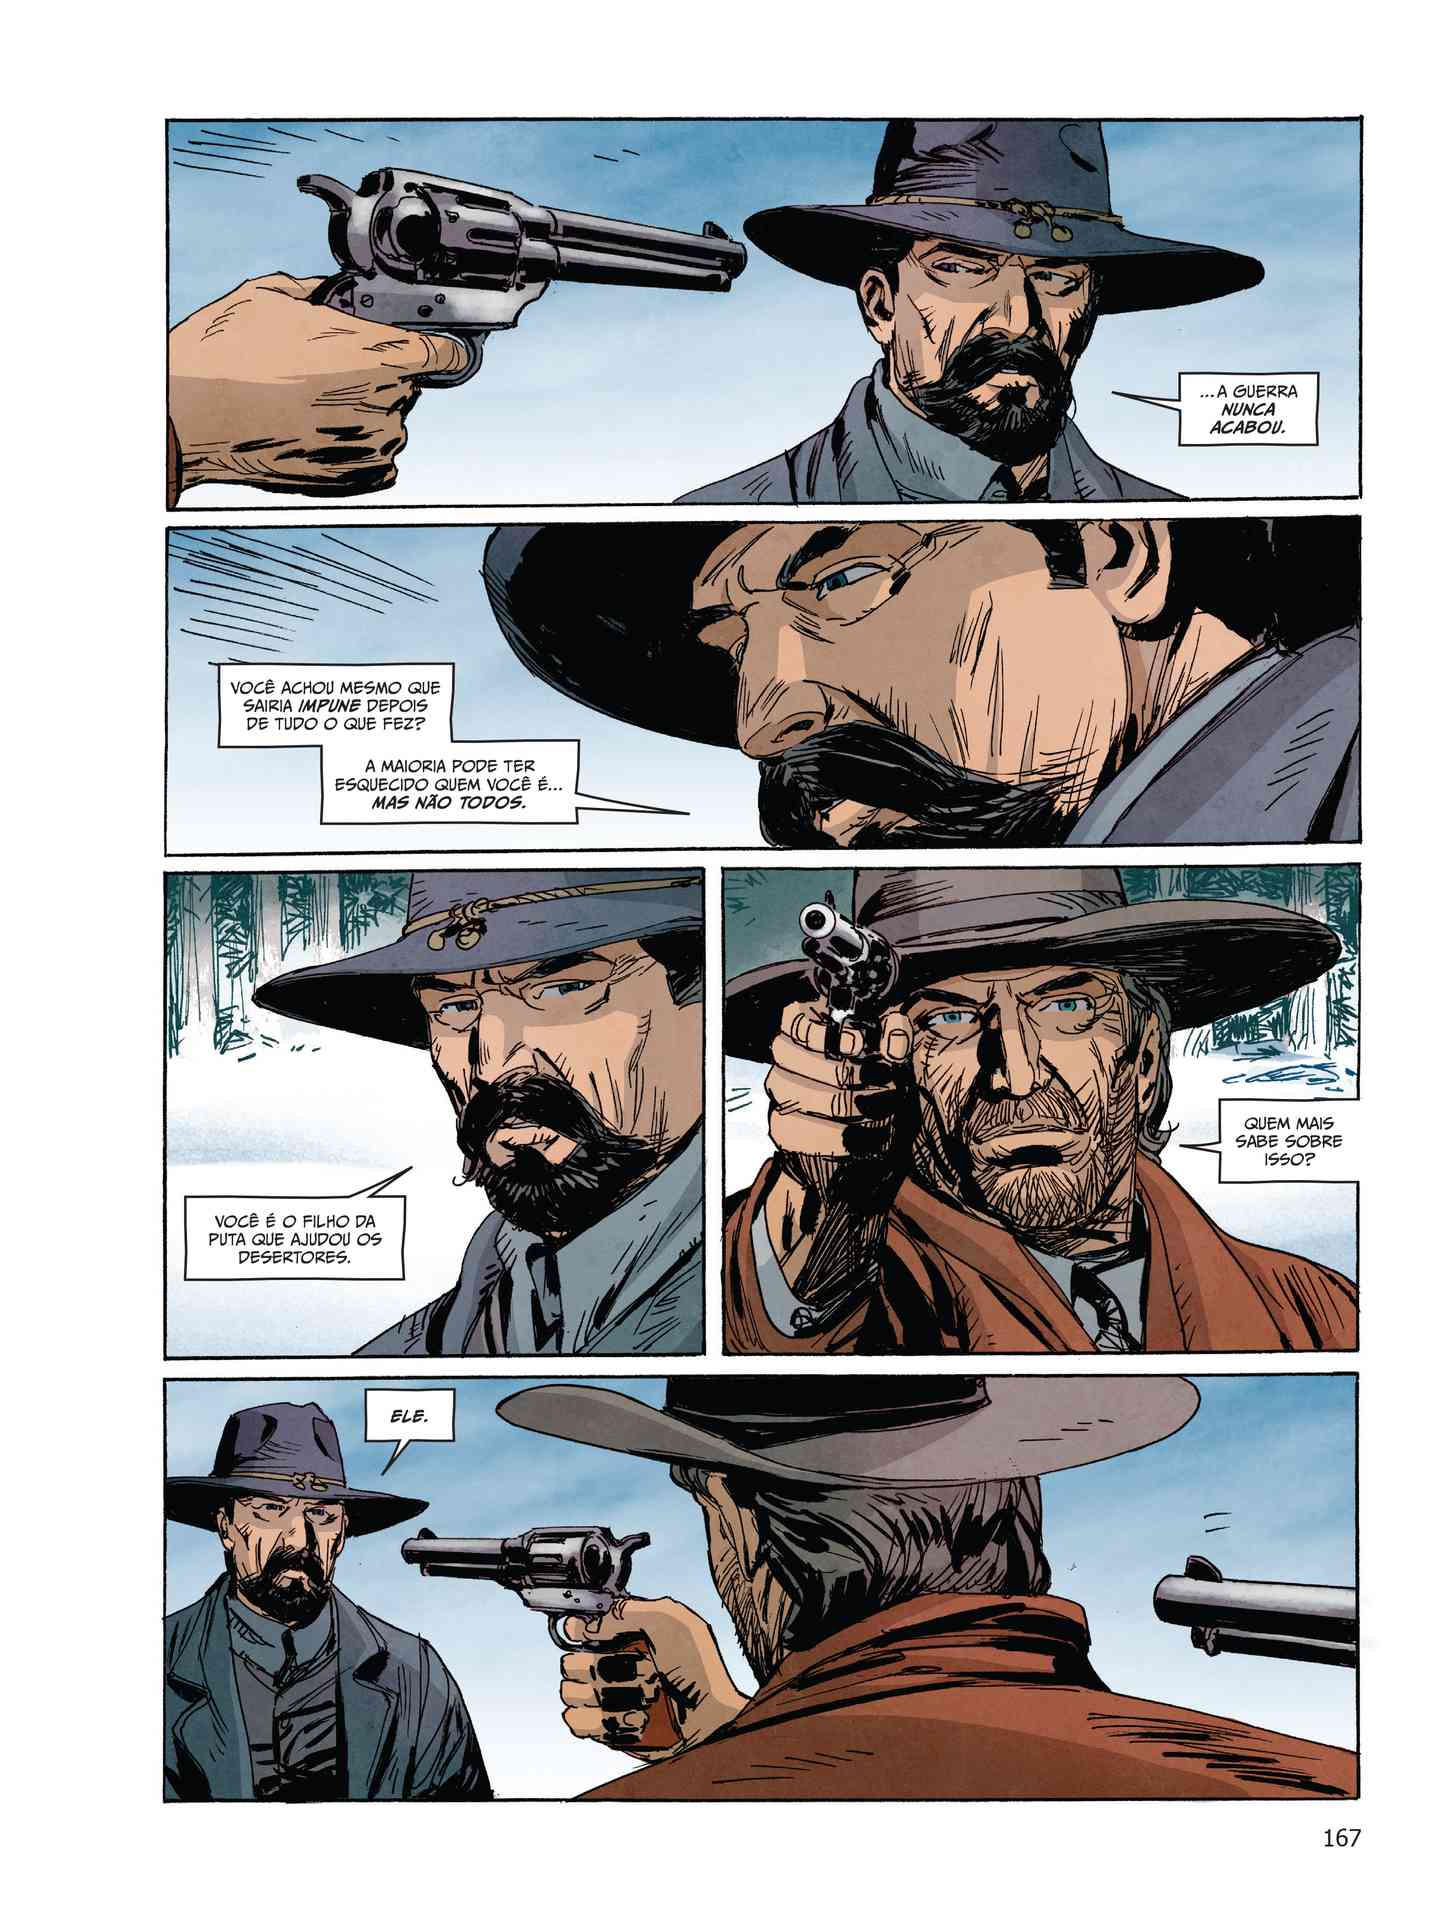 ...A GUERRA
NUNCA
ACABOU.
VOCÊ ACHOU MESMO QUE
SAIRIA IMPUNE DEPOIS
DE TUDO O QUE FEZ?
A MAIORIA PODE TER
ESQUECIDO QUEM VOCÊ É...
MAS NÃO TODOS.
VOCÊ É O FILHO DA
PUTA QUE AJUDOU OS
DESERTORES.
QUEM MAIS
SABE SOBRE
ISSO?
ELE.
167